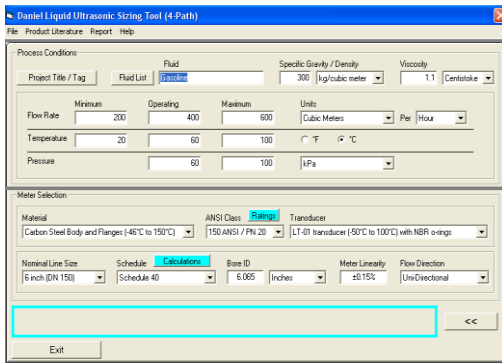 Daniel Liquid Ultrasonic Sizing Tool (4-Path)
File Product Literature Report Help
Process Conditions
Fluid Specific Gravity / Density Viscosity
Project Title / Tag Fluid List Gasoline 300 kg/cubic meter 1.1 Centistoke
Minimum Operating Maximum Units
Flow Rate 200 400 600 Cubic Meters Per Hour
Temperature 20 60 100 °F °C
Pressure 60 100 kPa
Meter Selection
Material ANSI Class Ratings Transducer
Carbon Steel Body and Flanges (-46°C to 150°C) 150 ANSI / PN 20 LT-01 transducer (-50°C to 100°C) with NBR o-rings
Nominal Line Size Schedule Calculations Bore ID Meter Linearity Flow Direction
6 inch (DN 150) Schedule 40 6.065 Inches ±0.15% Uni-Directional
<<
Exit